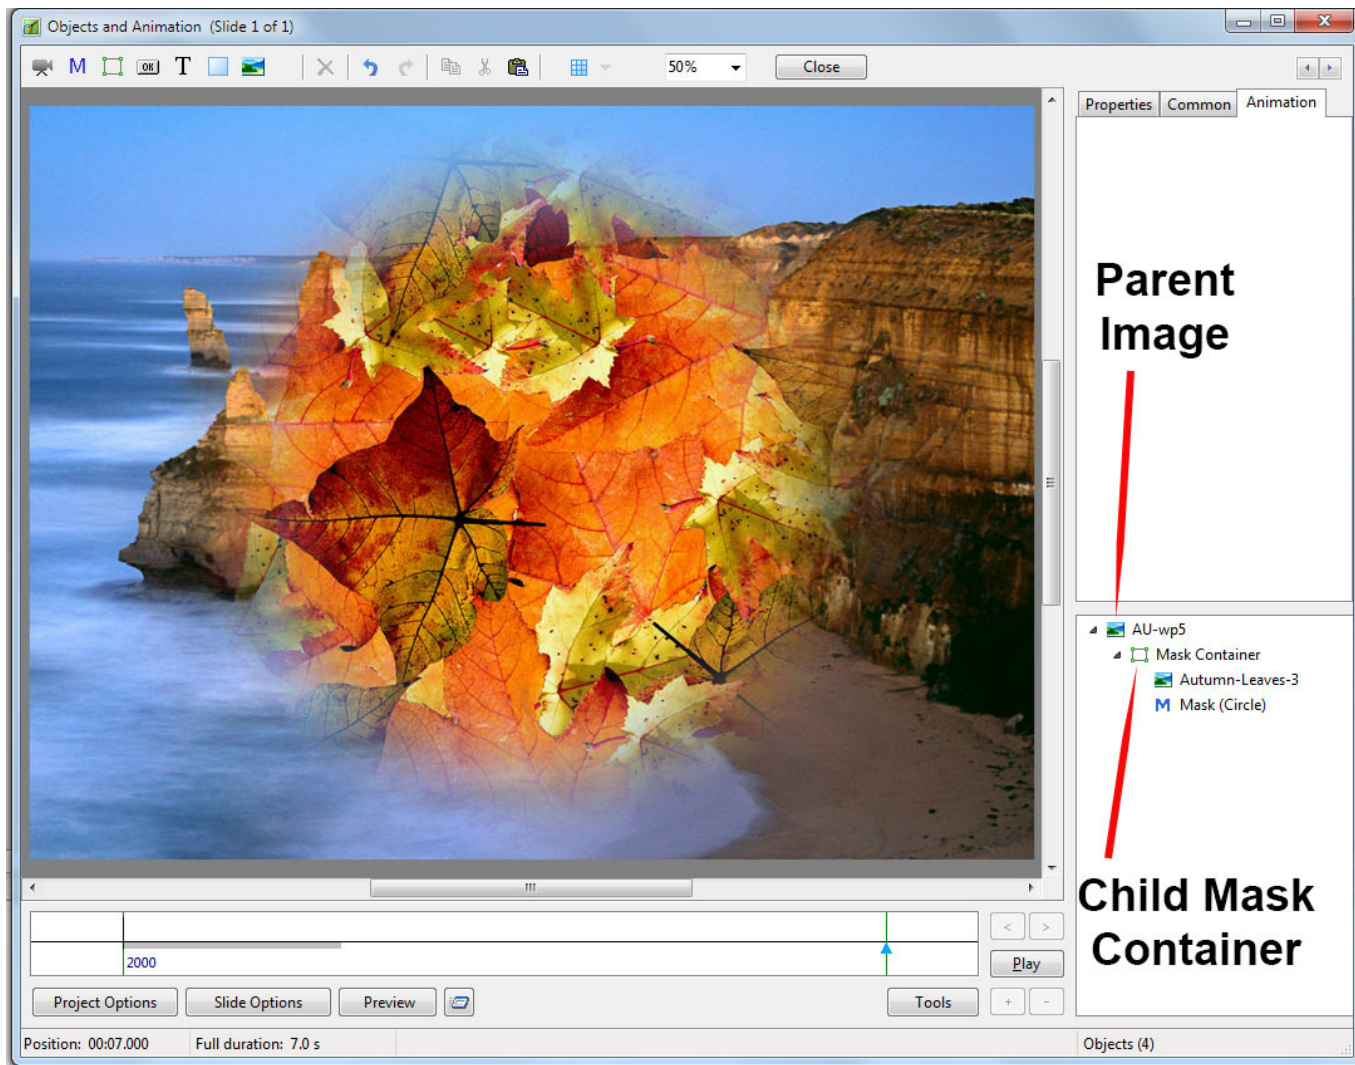 Objects and Animation (Slide 1 of 1)
M OK T 50% Close
Properties Common Animation
Parent
Image
AU-wp5
Mask Container
Autumn-Leaves-3
M Mask (Circle)
Child Mask
Container
2000
< >
Play
+ -
Project Options Slide Options Preview Tools
Position: 00:07.000 Full duration: 7.0 s Objects (4)